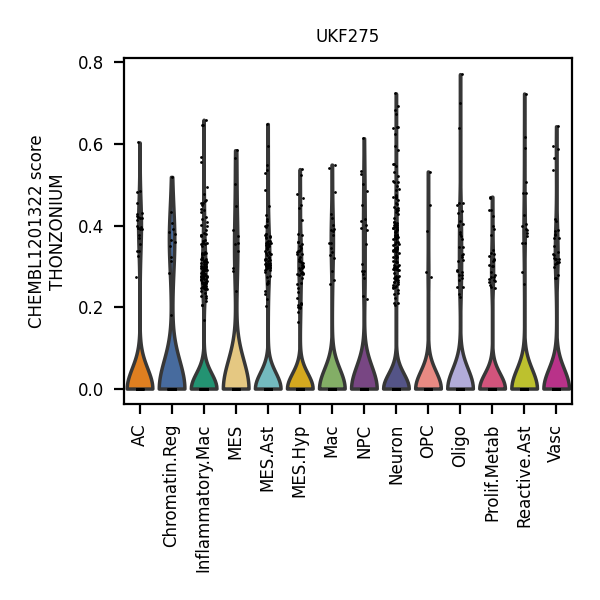 UKF275
CHEMBL1201322 score
THONZONIUM
0.8
0.6
0.4
0.2
0.0
AC
Chromatin.Reg
Inflammatory.Mac
MES
MES.Ast
MES.Hyp
Mac
NPC
Neuron
OPC
Oligo
Prolif.Metab
Reactive.Ast
Vasc